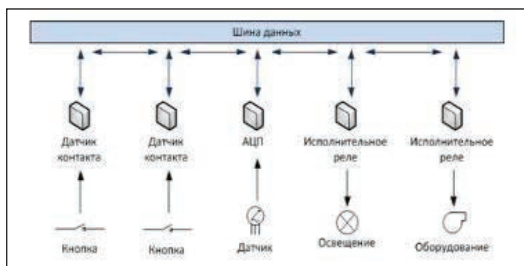 Шина данных
Датчик
контакта
Датчик
контакта
АЦП
Исполнительное
реле
Исполнительное
реле
Кнопка
Кнопка
Датчик
Освещение
Оборудование